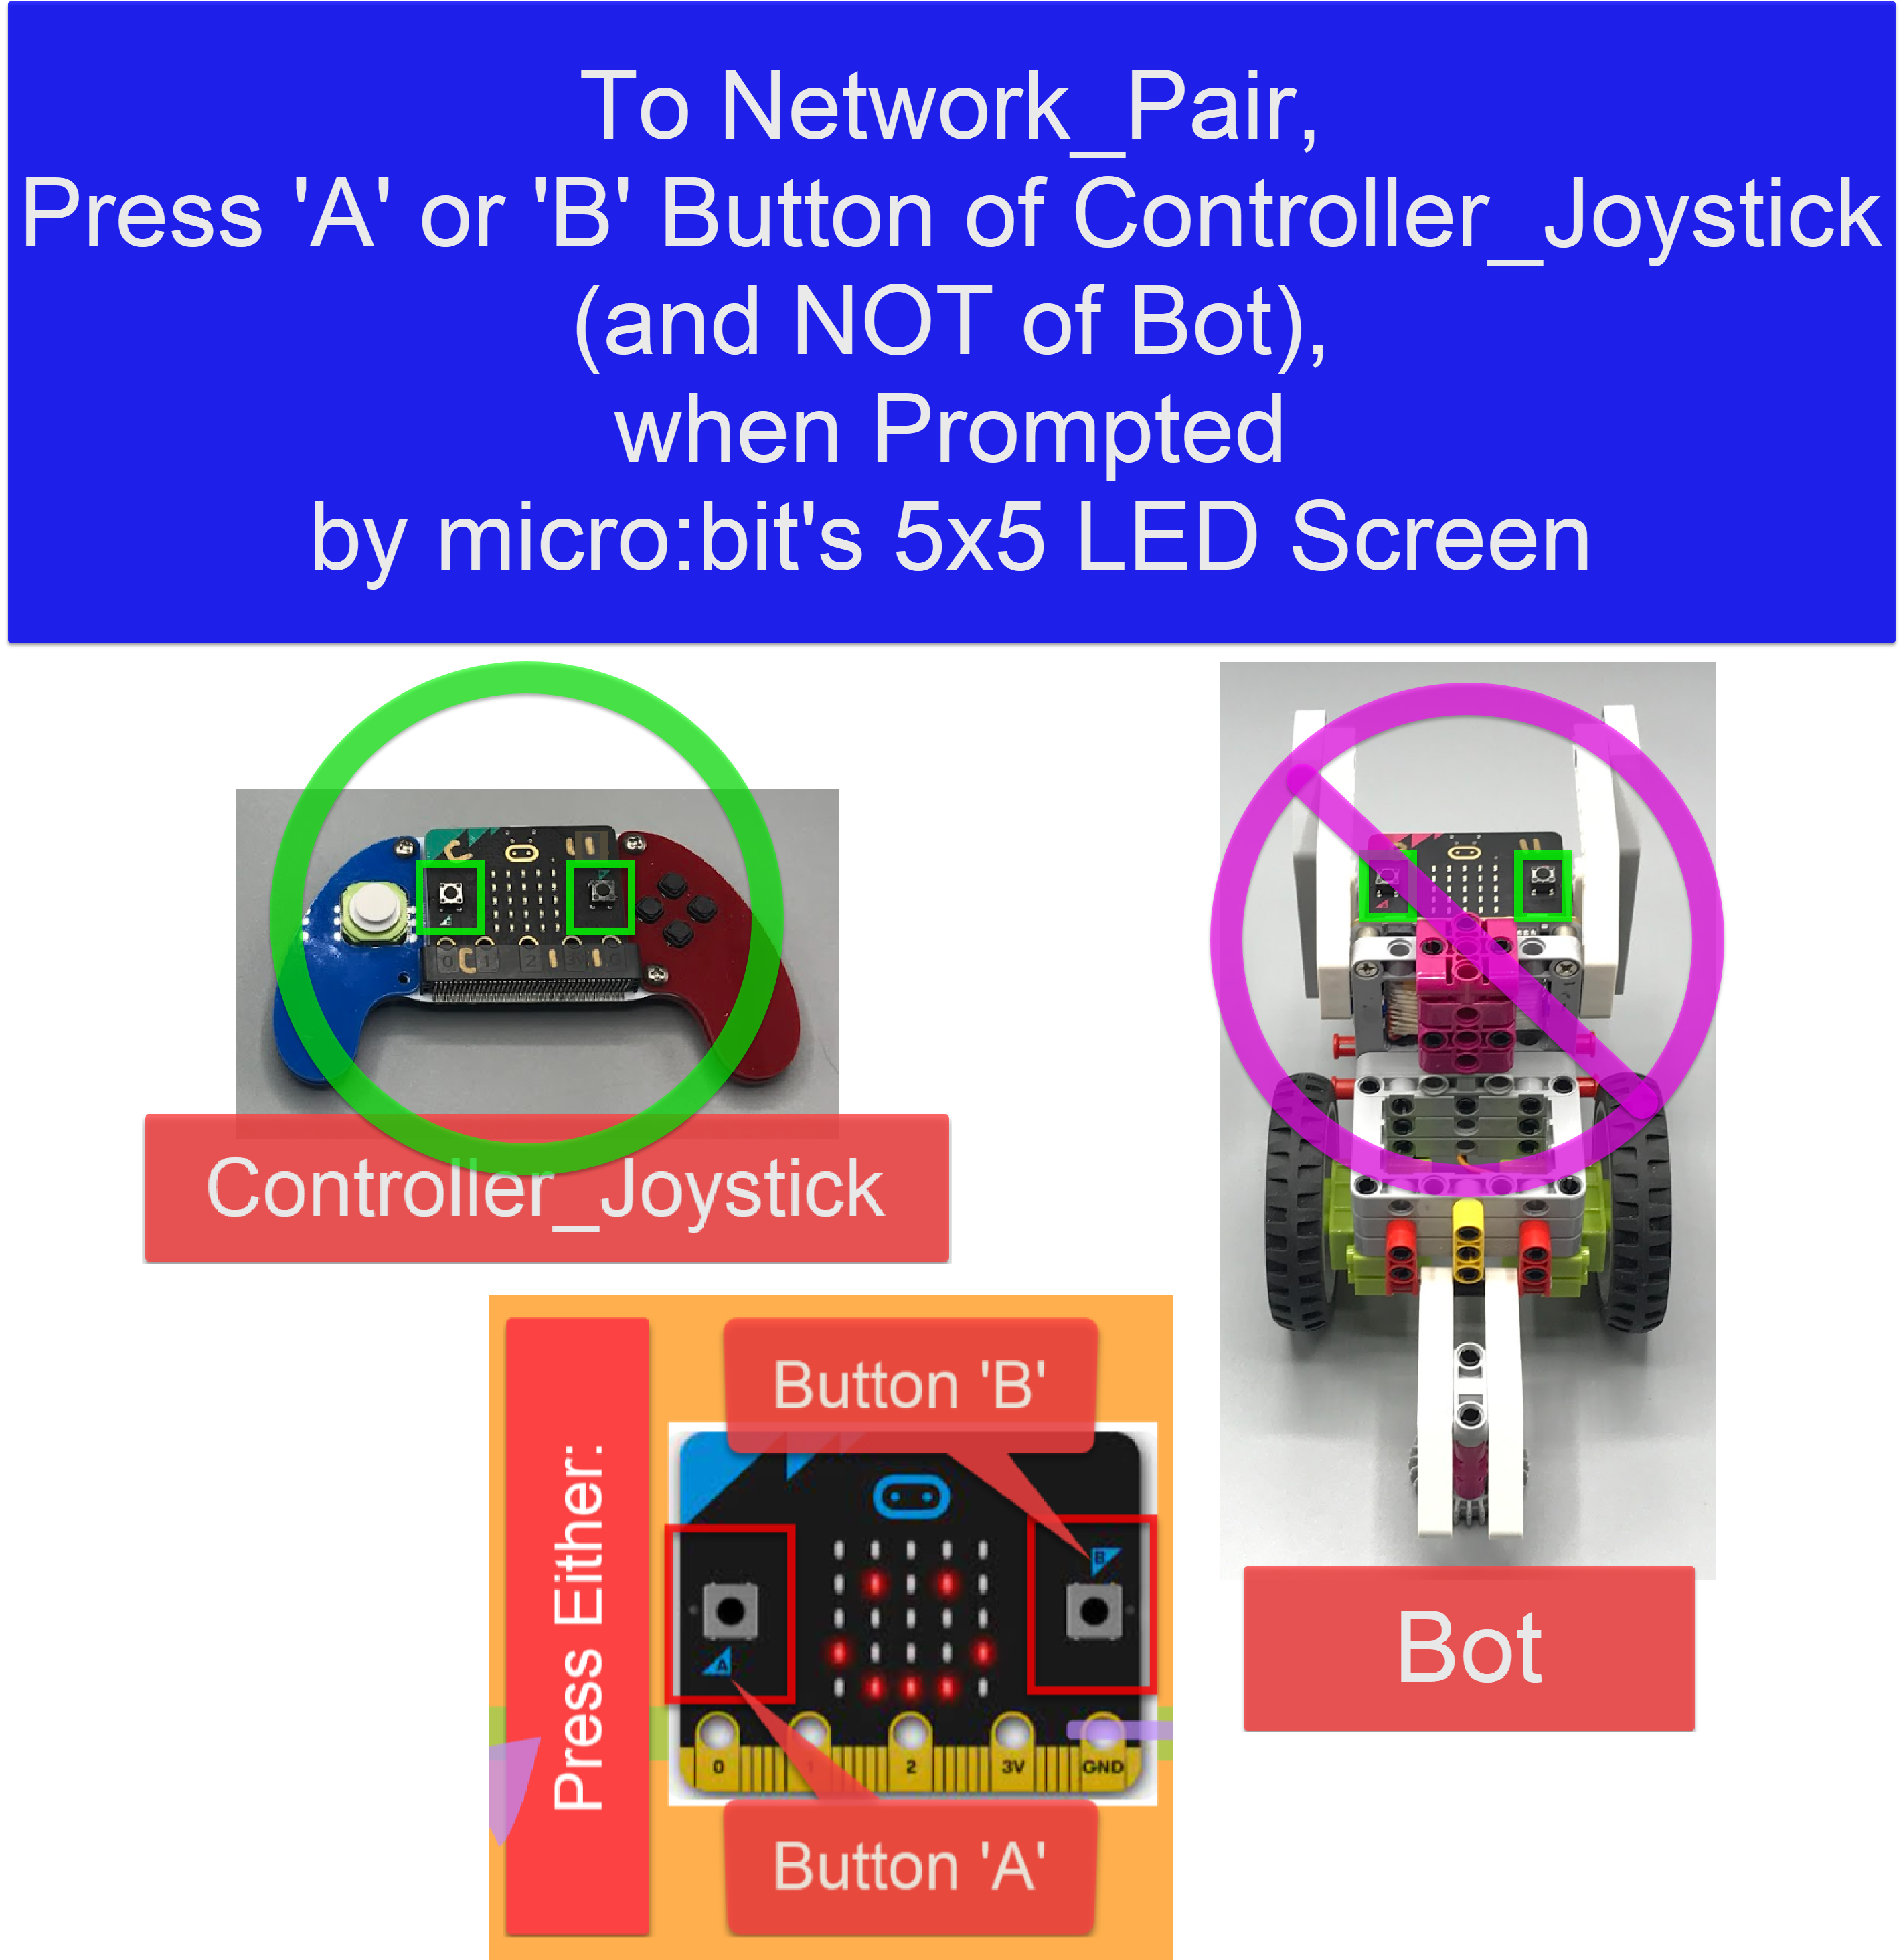 To Network_Pair,
Press 'A' or 'B' Button of Controller_Joystick
(and NOT of Bot),
when Prompted
by micro:bit's 5x5 LED Screen
Controller_Joystick
Bot
Press Either:
Button 'B'
B
A
0 1 2 3V GND
Button 'A'